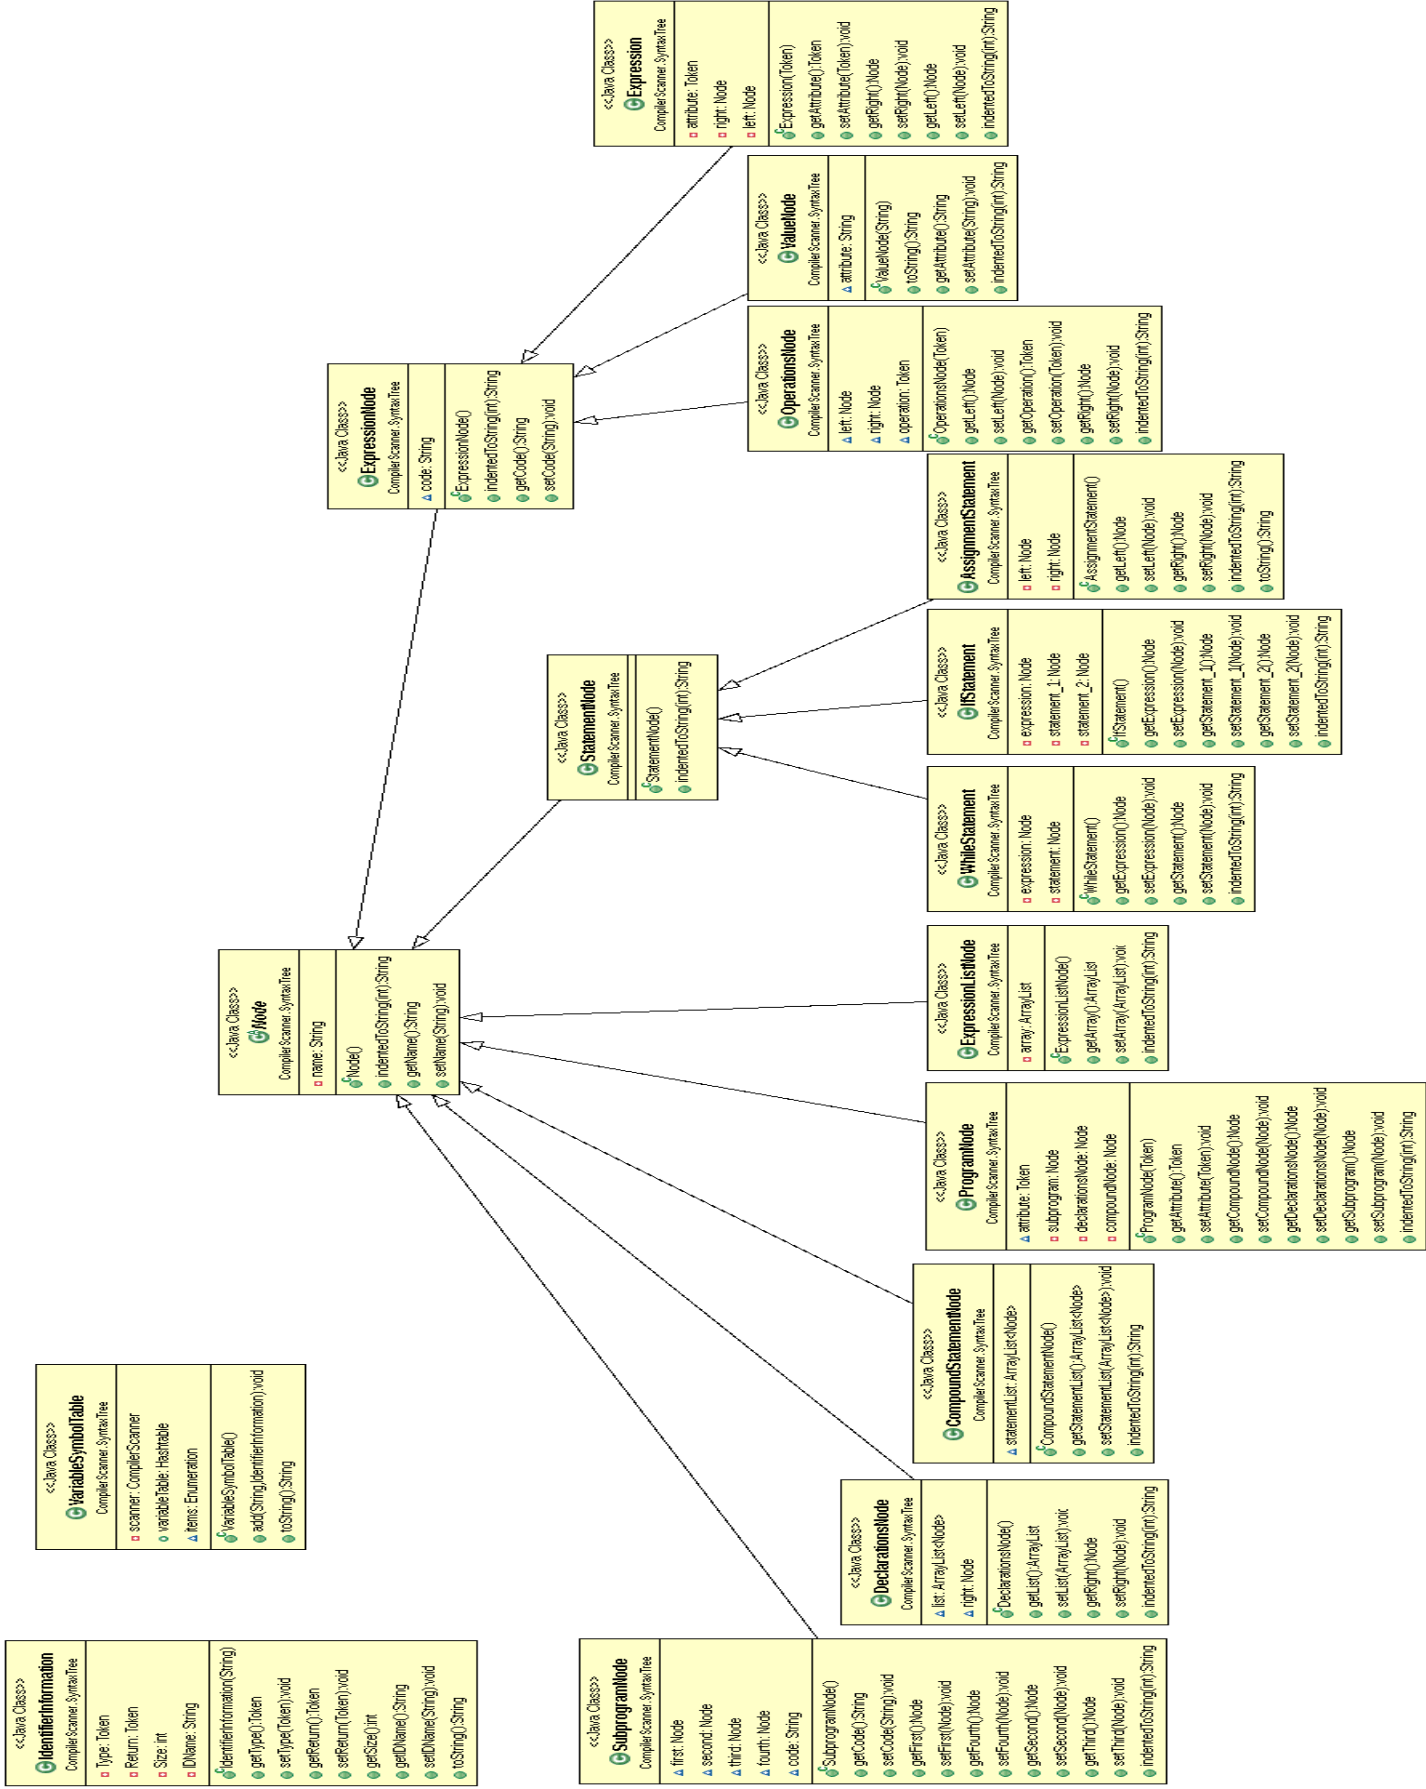 <<Java Class>>
IdentifierInformation
CompilerScanner.SyntaxTree
Type: Token
Return: Token
Size: int
IDName: String
IdentifierInformation(String)
getType():Token
setType(Token):void
getReturn():Token
setReturn(Token):void
getSize():int
getIDName():String
setIDName(String):void
toString():String
<<Java Class>>
VariableSymbolTable
CompilerScanner.SyntaxTree
scanner: CompilerScanner
variableTable: Hashtable
items: Enumeration
VariableSymbolTable()
add(String,IdentifierInformation):void
toString():String
<<Java Class>>
Node
CompilerScanner.SyntaxTree
name: String
Node()
indentedToString(int):String
getName():String
setName(String):void
<<Java Class>>
ExpressionNode
CompilerScanner.SyntaxTree
code: String
ExpressionNode()
indentedToString(int):String
getCode():String
setCode(String):void
<<Java Class>>
StatementNode
CompilerScanner.SyntaxTree
StatementNode()
indentedToString(int):String
<<Java Class>>
SubprogramNode
CompilerScanner.SyntaxTree
first: Node
second: Node
third: Node
fourth: Node
code: String
SubprogramNode()
getCode():String
setCode(String):void
getFirst():Node
setFirst(Node):void
getFourth():Node
setFourth(Node):void
getSecond():Node
setSecond(Node):void
getThird():Node
setThird(Node):void
indentedToString(int):String
<<Java Class>>
DeclarationsNode
CompilerScanner.SyntaxTree
list: ArrayList<Node>
right: Node
DeclarationsNode()
getList():ArrayList
setList(ArrayList):voic
getRight():Node
setRight(Node):void
indentedToString(int):String
<<Java Class>>
CompoundStatementNode
CompilerScanner.SyntaxTree
statementList: ArrayList<Node>
CompoundStatementNode()
getStatementList():ArrayList<Node>
setStatementList(ArrayList<Node>):void
indentedToString(int):String
<<Java Class>>
ProgramNode
CompilerScanner.SyntaxTree
attribute: Token
subprogram: Node
declarationsNode: Node
compoundNode: Node
ProgramNode(Token)
getAttribute():Token
setAttribute(Token):void
getCompoundNode():Node
setCompoundNode(Node):void
getDeclarationsNode():Node
setDeclarationsNode(Node):void
getSubprogram():Node
setSubprogram(Node):void
indentedToString(int):String
<<Java Class>>
ExpressionListNode
CompilerScanner.SyntaxTree
array: ArrayList
ExpressionListNode()
getArray():ArrayList
setArray(ArrayList):voic
indentedToString(int):String
<<Java Class>>
WhileStatement
CompilerScanner.SyntaxTree
expression: Node
statement: Node
WhileStatement()
getExpression():Node
setExpression(Node):void
getStatement():Node
setStatement(Node):void
indentedToString(int):String
<<Java Class>>
IfStatement
CompilerScanner.SyntaxTree
expression: Node
statement_1: Node
statement_2: Node
IfStatement()
getExpression():Node
setExpression(Node):void
getStatement_1():Node
setStatement_1(Node):void
getStatement_2():Node
setStatement_2(Node):void
indentedToString(int):String
<<Java Class>>
AssignmentStatement
CompilerScanner.SyntaxTree
left: Node
right: Node
AssignmentStatement()
getLeft():Node
setLeft(Node):void
getRight():Node
setRight(Node):void
indentedToString(int):String
toString():String
<<Java Class>>
OperationsNode
CompilerScanner.SyntaxTree
left: Node
right: Node
operation: Token
OperationsNode(Token)
getLeft():Node
setLeft(Node):void
getOperation():Token
setOperation(Token):void
getRight():Node
setRight(Node):void
indentedToString(int):String
<<Java Class>>
ValueNode
CompilerScanner.SyntaxTree
attribute: String
ValueNode(String)
toString():String
getAttribute():String
setAttribute(String):void
indentedToString(int):String
<<Java Class>>
Expression
CompilerScanner.SyntaxTree
attribute: Token
right: Node
left: Node
Expression(Token)
getAttribute():Token
setAttribute(Token):void
getRight():Node
setRight(Node):void
getLeft():Node
setLeft(Node):void
indentedToString(int):String